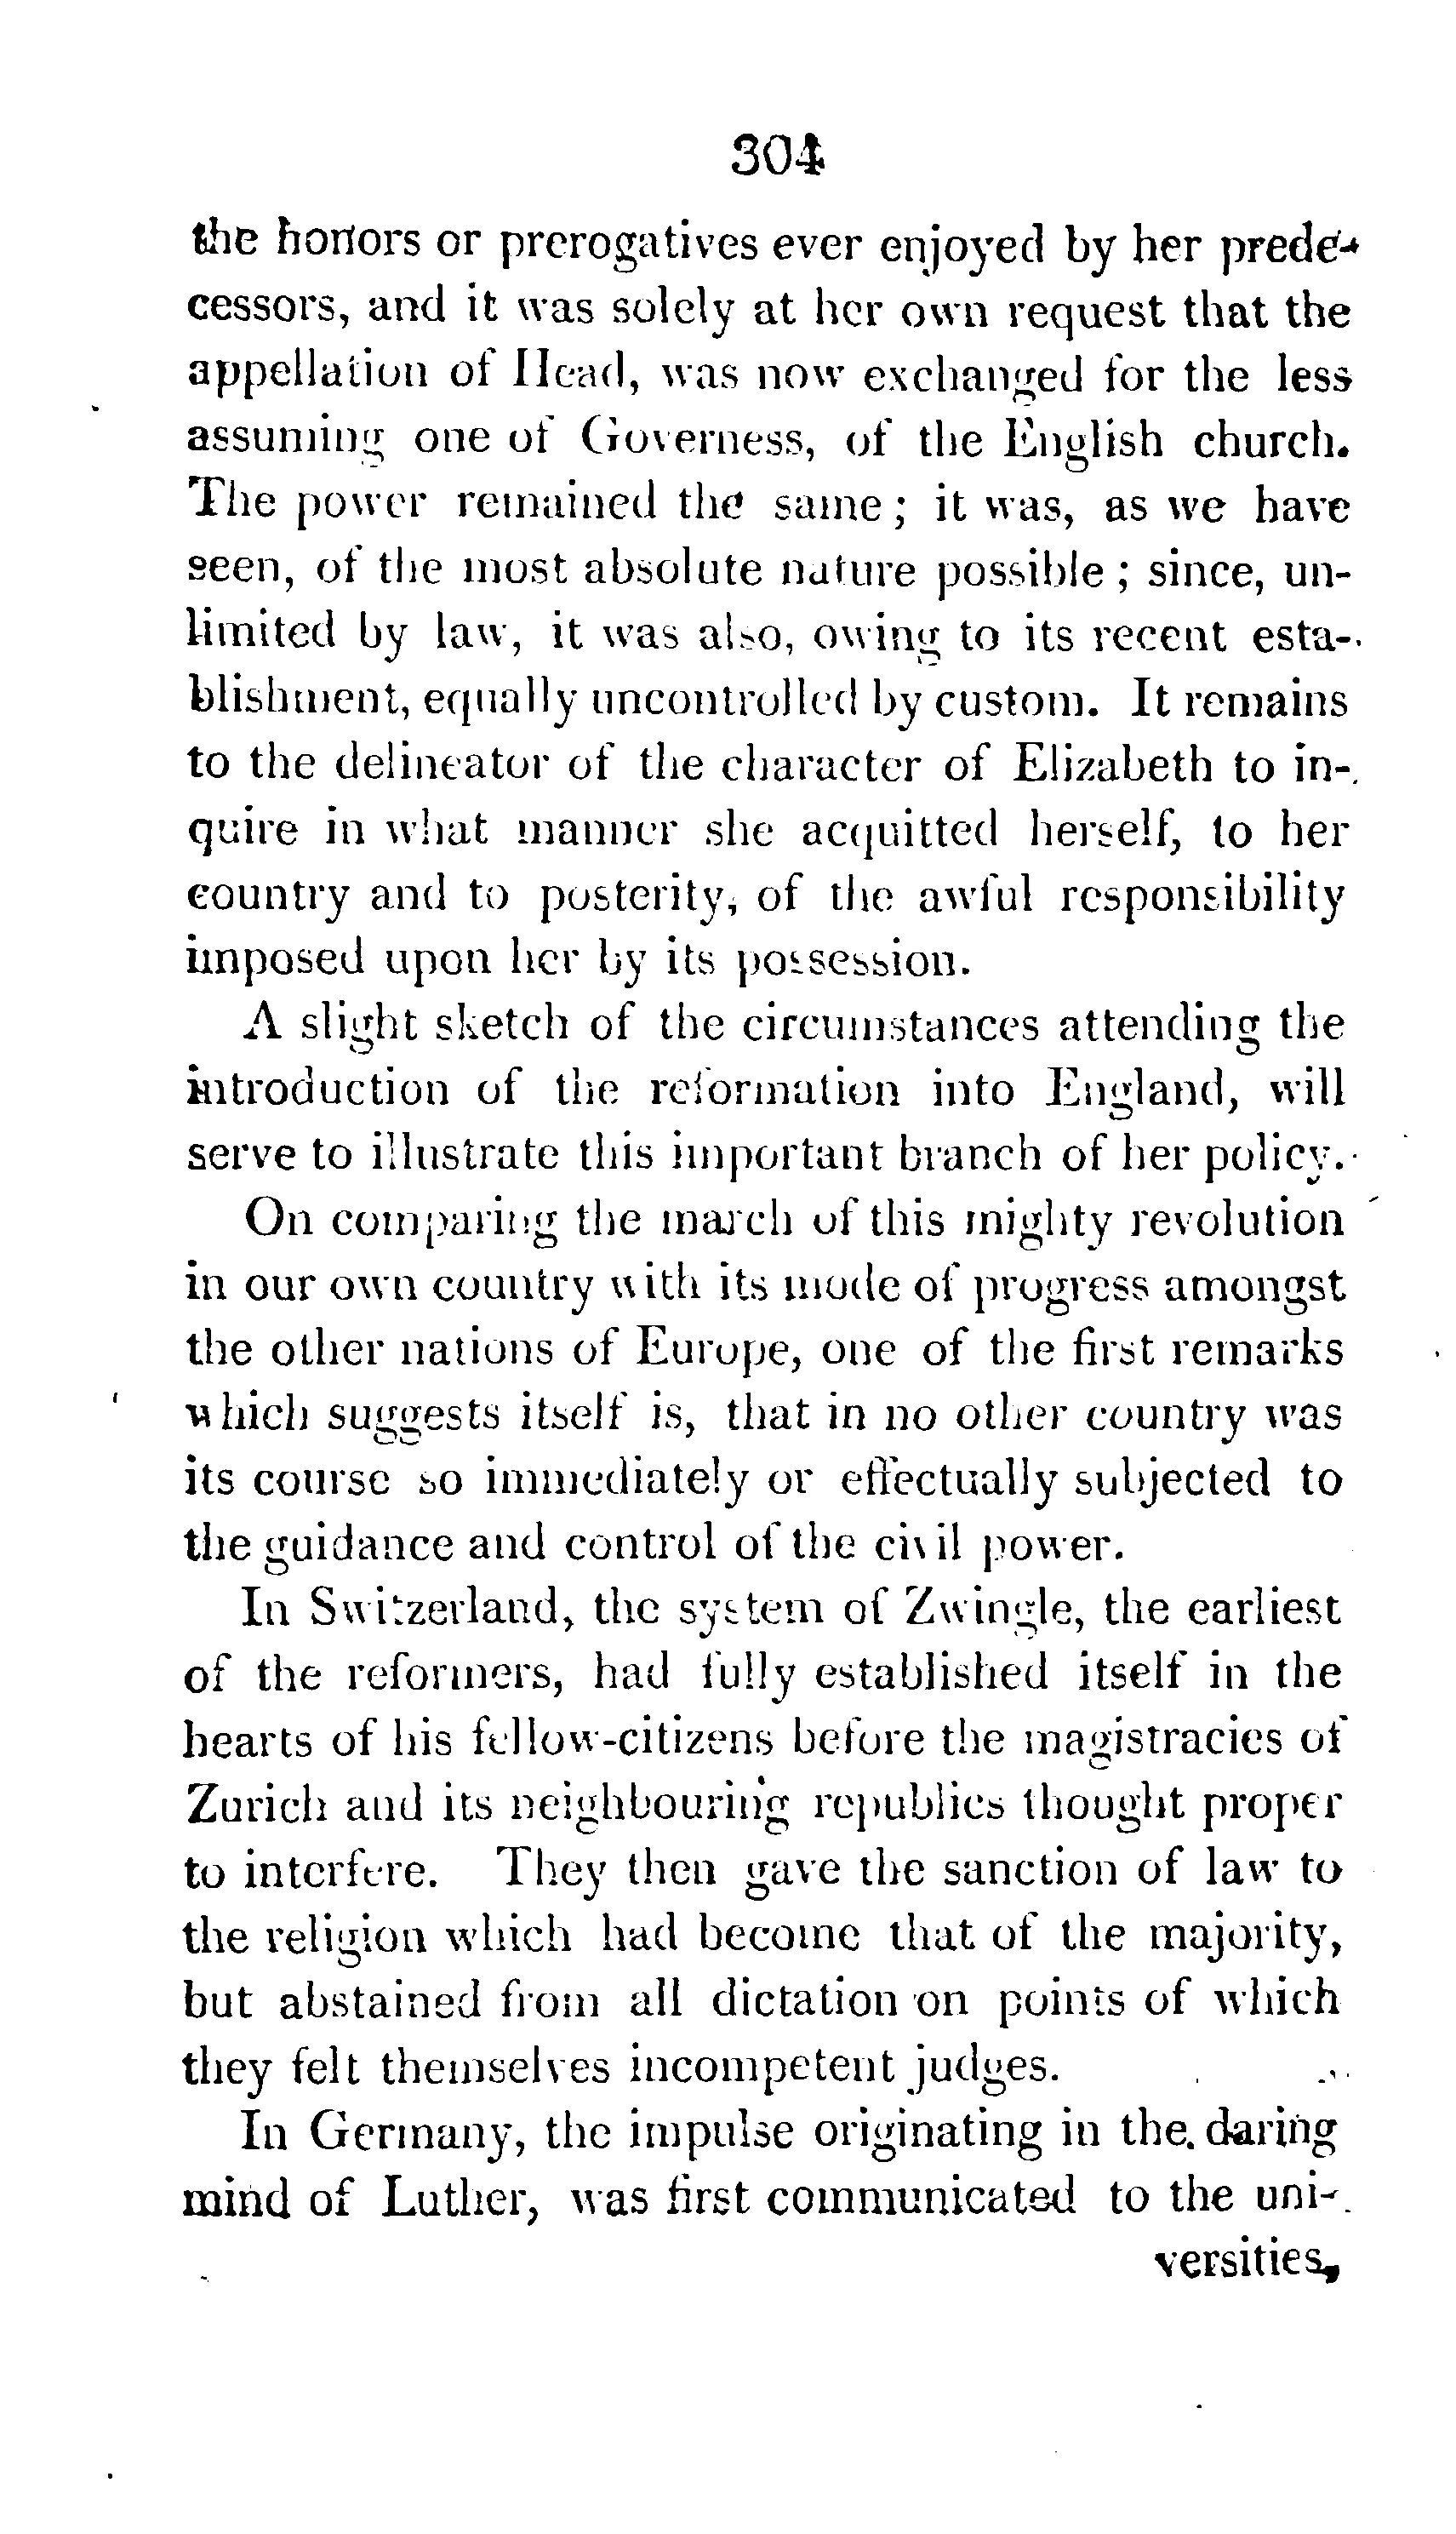 304
the honors or prerogatives ever enjoyed by her prede-
cessors, and it was solely at her own request that the
appellation of Head, was now exchanged for the less
assuming one of Governess, of the English church.
The power remained the same; it was, as we have
seen, of the most absolute nature possible; since, un-
limited by law, it was also, owing to its recent esta-
blishment, equally uncontrolled by custom. It remains
to the delineator of the character of Elizabeth to in-
quire in what manner she acquitted herself, to her
country and to posterity, of the awful responsibility
imposed upon her by its possession.
A slight sketch of the circumstances attending the
introduction of the reformation into England, will
serve to illustrate this important branch of her policy.
On comparing the march of this mighty revolution
in our own country with its mode of progress amongst
the other nations of Europe, one of the first remarks
which suggests itself is, that in no other country was
its course so immediately or effectually subjected to
the guidance and control of the civil power.
In Switzerland, the system of Zwingle, the earliest
of the reformers, had fully established itself in the
hearts of his fellow-citizens before the magistracies of
Zurich and its neighbouring republics thought proper
to interfere. They then gave the sanction of law to
the religion which had become that of the majority,
but abstained from all dictation on points of which
they felt themselves incompetent judges.
In Germany, the impulse originating in the daring
mind of Luther, was first communicated to the uni-
versities,